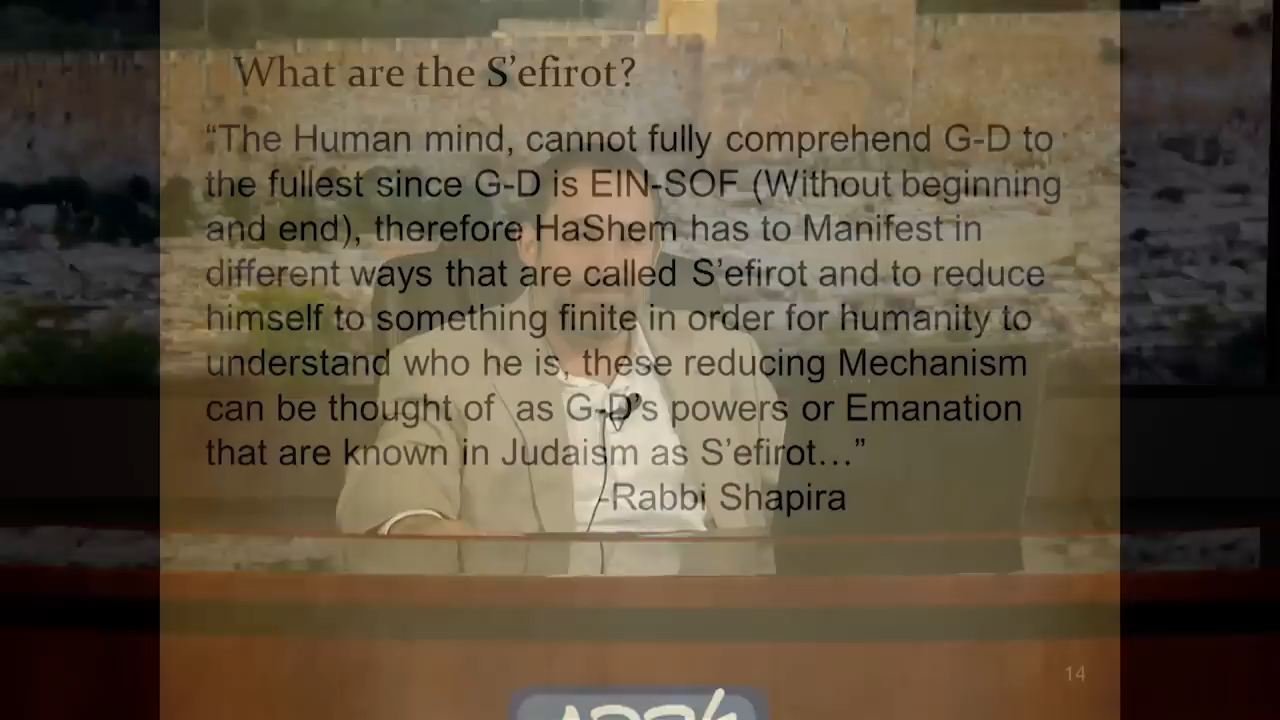 What are the S'efirot?
“The Human mind, cannot fully comprehend G-D to
the fullest since G-D is EIN-SOF (Without beginning
and end), therefore HaShem has to Manifest in
different ways that are called S’efirot and to reduce
himself to something finite in order for humanity to
understand who he is, these reducing Mechanism
can be thought of as G-D’s powers or Emanation
that are known in Judaism as S’efirot…”
-Rabbi Shapira
14